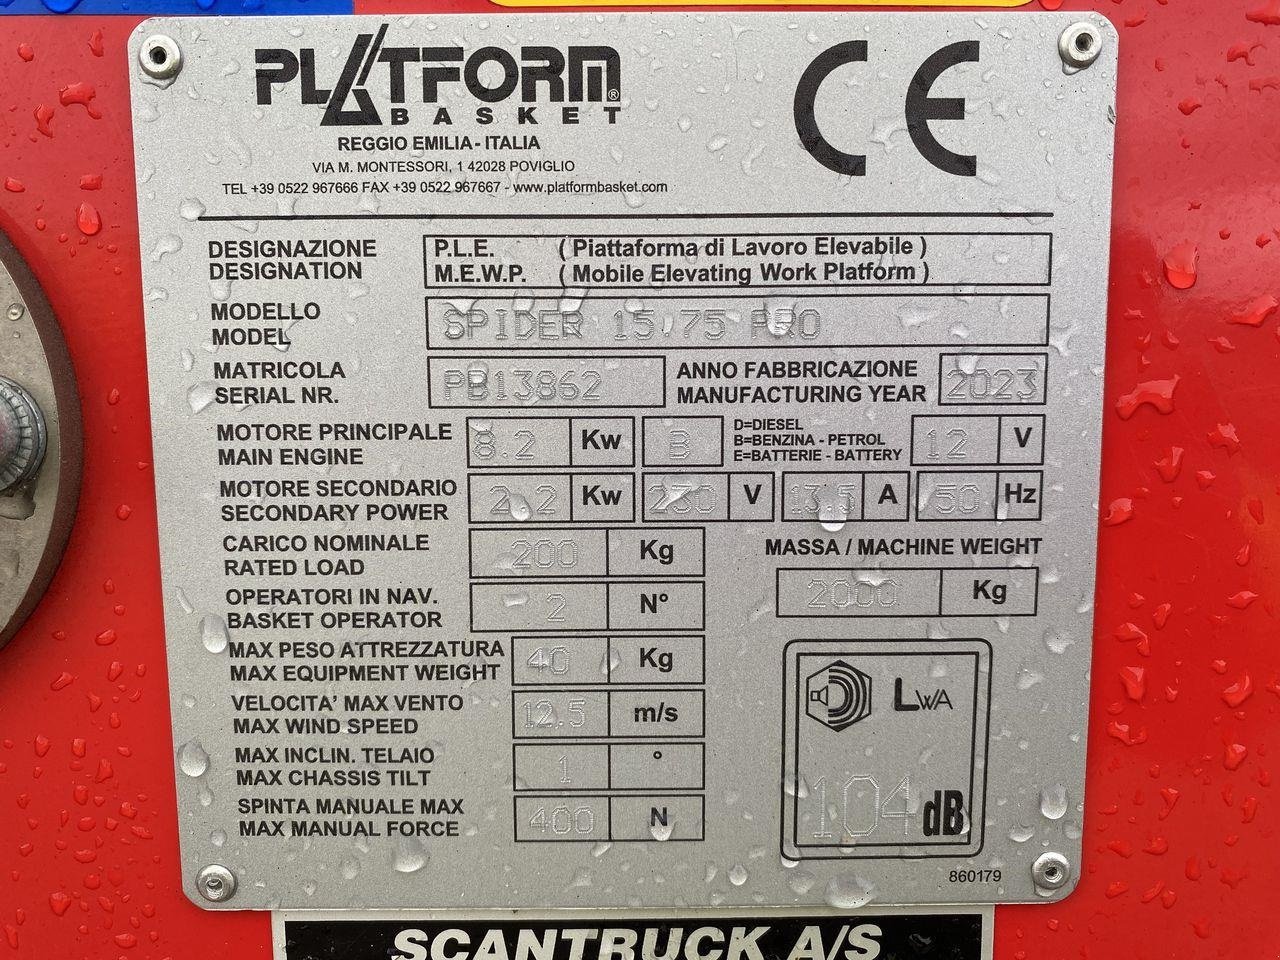 PLATFORM®
BASKET
CE
REGGIO EMILIA - ITALIA
VIA M. MONTESSORI, 1 42028 POVIGLIO
TEL +39 0522 967666 FAX +39 0522 967667 - www.platformbasket.com
DESIGNAZIONE P.L.E. ( Piattaforma di Lavoro Elevabile )
DESIGNATION M.E.W.P. ( Mobile Elevating Work Platform )
MODELLO
MODEL SPIDER 15.75 PRO
MATRICOLA
SERIAL NR. PB13862
ANNO FABBRICAZIONE
MANUFACTURING YEAR 2023
MOTORE PRINCIPALE
MAIN ENGINE 8.2 Kw B
D=DIESEL
B=BENZINA - PETROL
E=BATTERIE - BATTERY
12 V
MOTORE SECONDARIO
SECONDARY POWER 2.2 Kw 230 V 13.5 A 50 Hz
CARICO NOMINALE
RATED LOAD 200 Kg
MASSA / MACHINE WEIGHT
2000 Kg
OPERATORI IN NAV.
BASKET OPERATOR 2 N°
MAX PESO ATTREZZATURA
MAX EQUIPMENT WEIGHT 40 Kg
VELOCITA' MAX VENTO
MAX WIND SPEED 12.5 m/s
MAX INCLIN. TELAIO
MAX CHASSIS TILT 1 °
SPINTA MANUALE MAX
MAX MANUAL FORCE 400 N
LWA
104 dB
860179
SCANTRUCK A/S